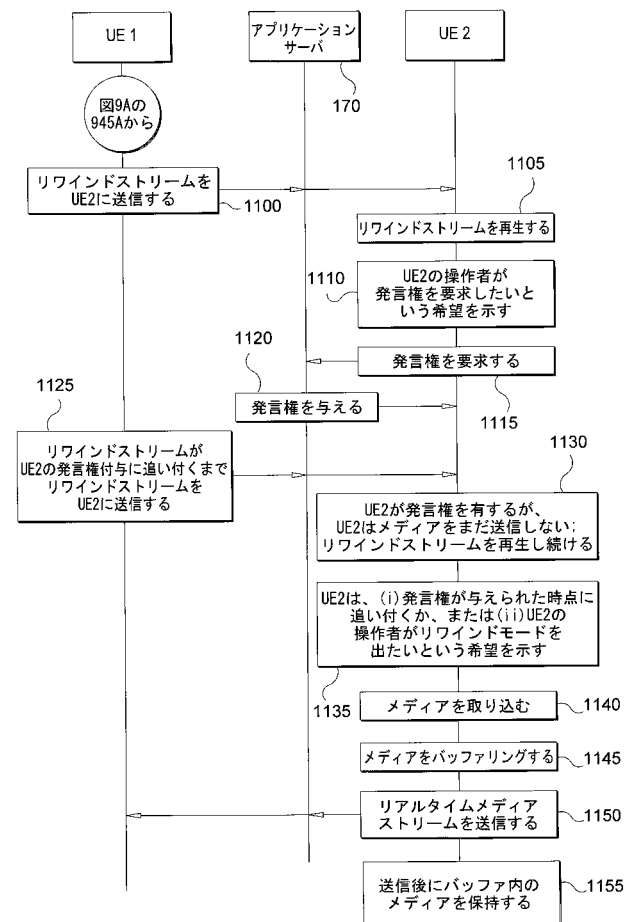 UE 1
アプリケーション
サーバ
UE 2
170
図9Aの
945Aから
リワインドストリームを
UE2に送信する
1100
1105
リワインドストリームを再生する
1110
UE2の操作者が
発言権を要求したいと
いう希望を示す
1120
発言権を要求する
1115
1125
発言権を与える
リワインドストリームが
UE2の発言権付与に追い付くまで
リワインドストリームを
UE2に送信する
1130
UE2が発言権を有するが、
UE2はメディアをまだ送信しない;
リワインドストリームを再生し続ける
UE2は、(i)発言権が与えられた時点に
追い付くか、または(ii)UE2の
操作者がリワインドモードを
出たいという希望を示す
1135
メディアを取り込む
1140
メディアをバッファリングする
1145
リアルタイムメディア
ストリームを送信する
1150
送信後にバッファ内の
メディアを保持する
1155